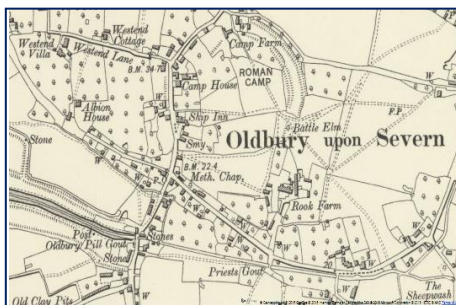 Westend
Cottage
Westend
Villa
Westend Lane
Camp Farm
B.M. 34·7
ROMAN
CAMP
F.P.
Camp House
Albion
House
Ship Inn
Battle Elm
Stone
Smy.
Oldbury upon Severn
B.M. 22·4
Meth. Chap.
Rook Farm
Post
Stones
Oldbury Pill Gout
Stone
20
Priests Gout
The
Sheepwash
Old Clay Pits
W
W
W
W
W
W